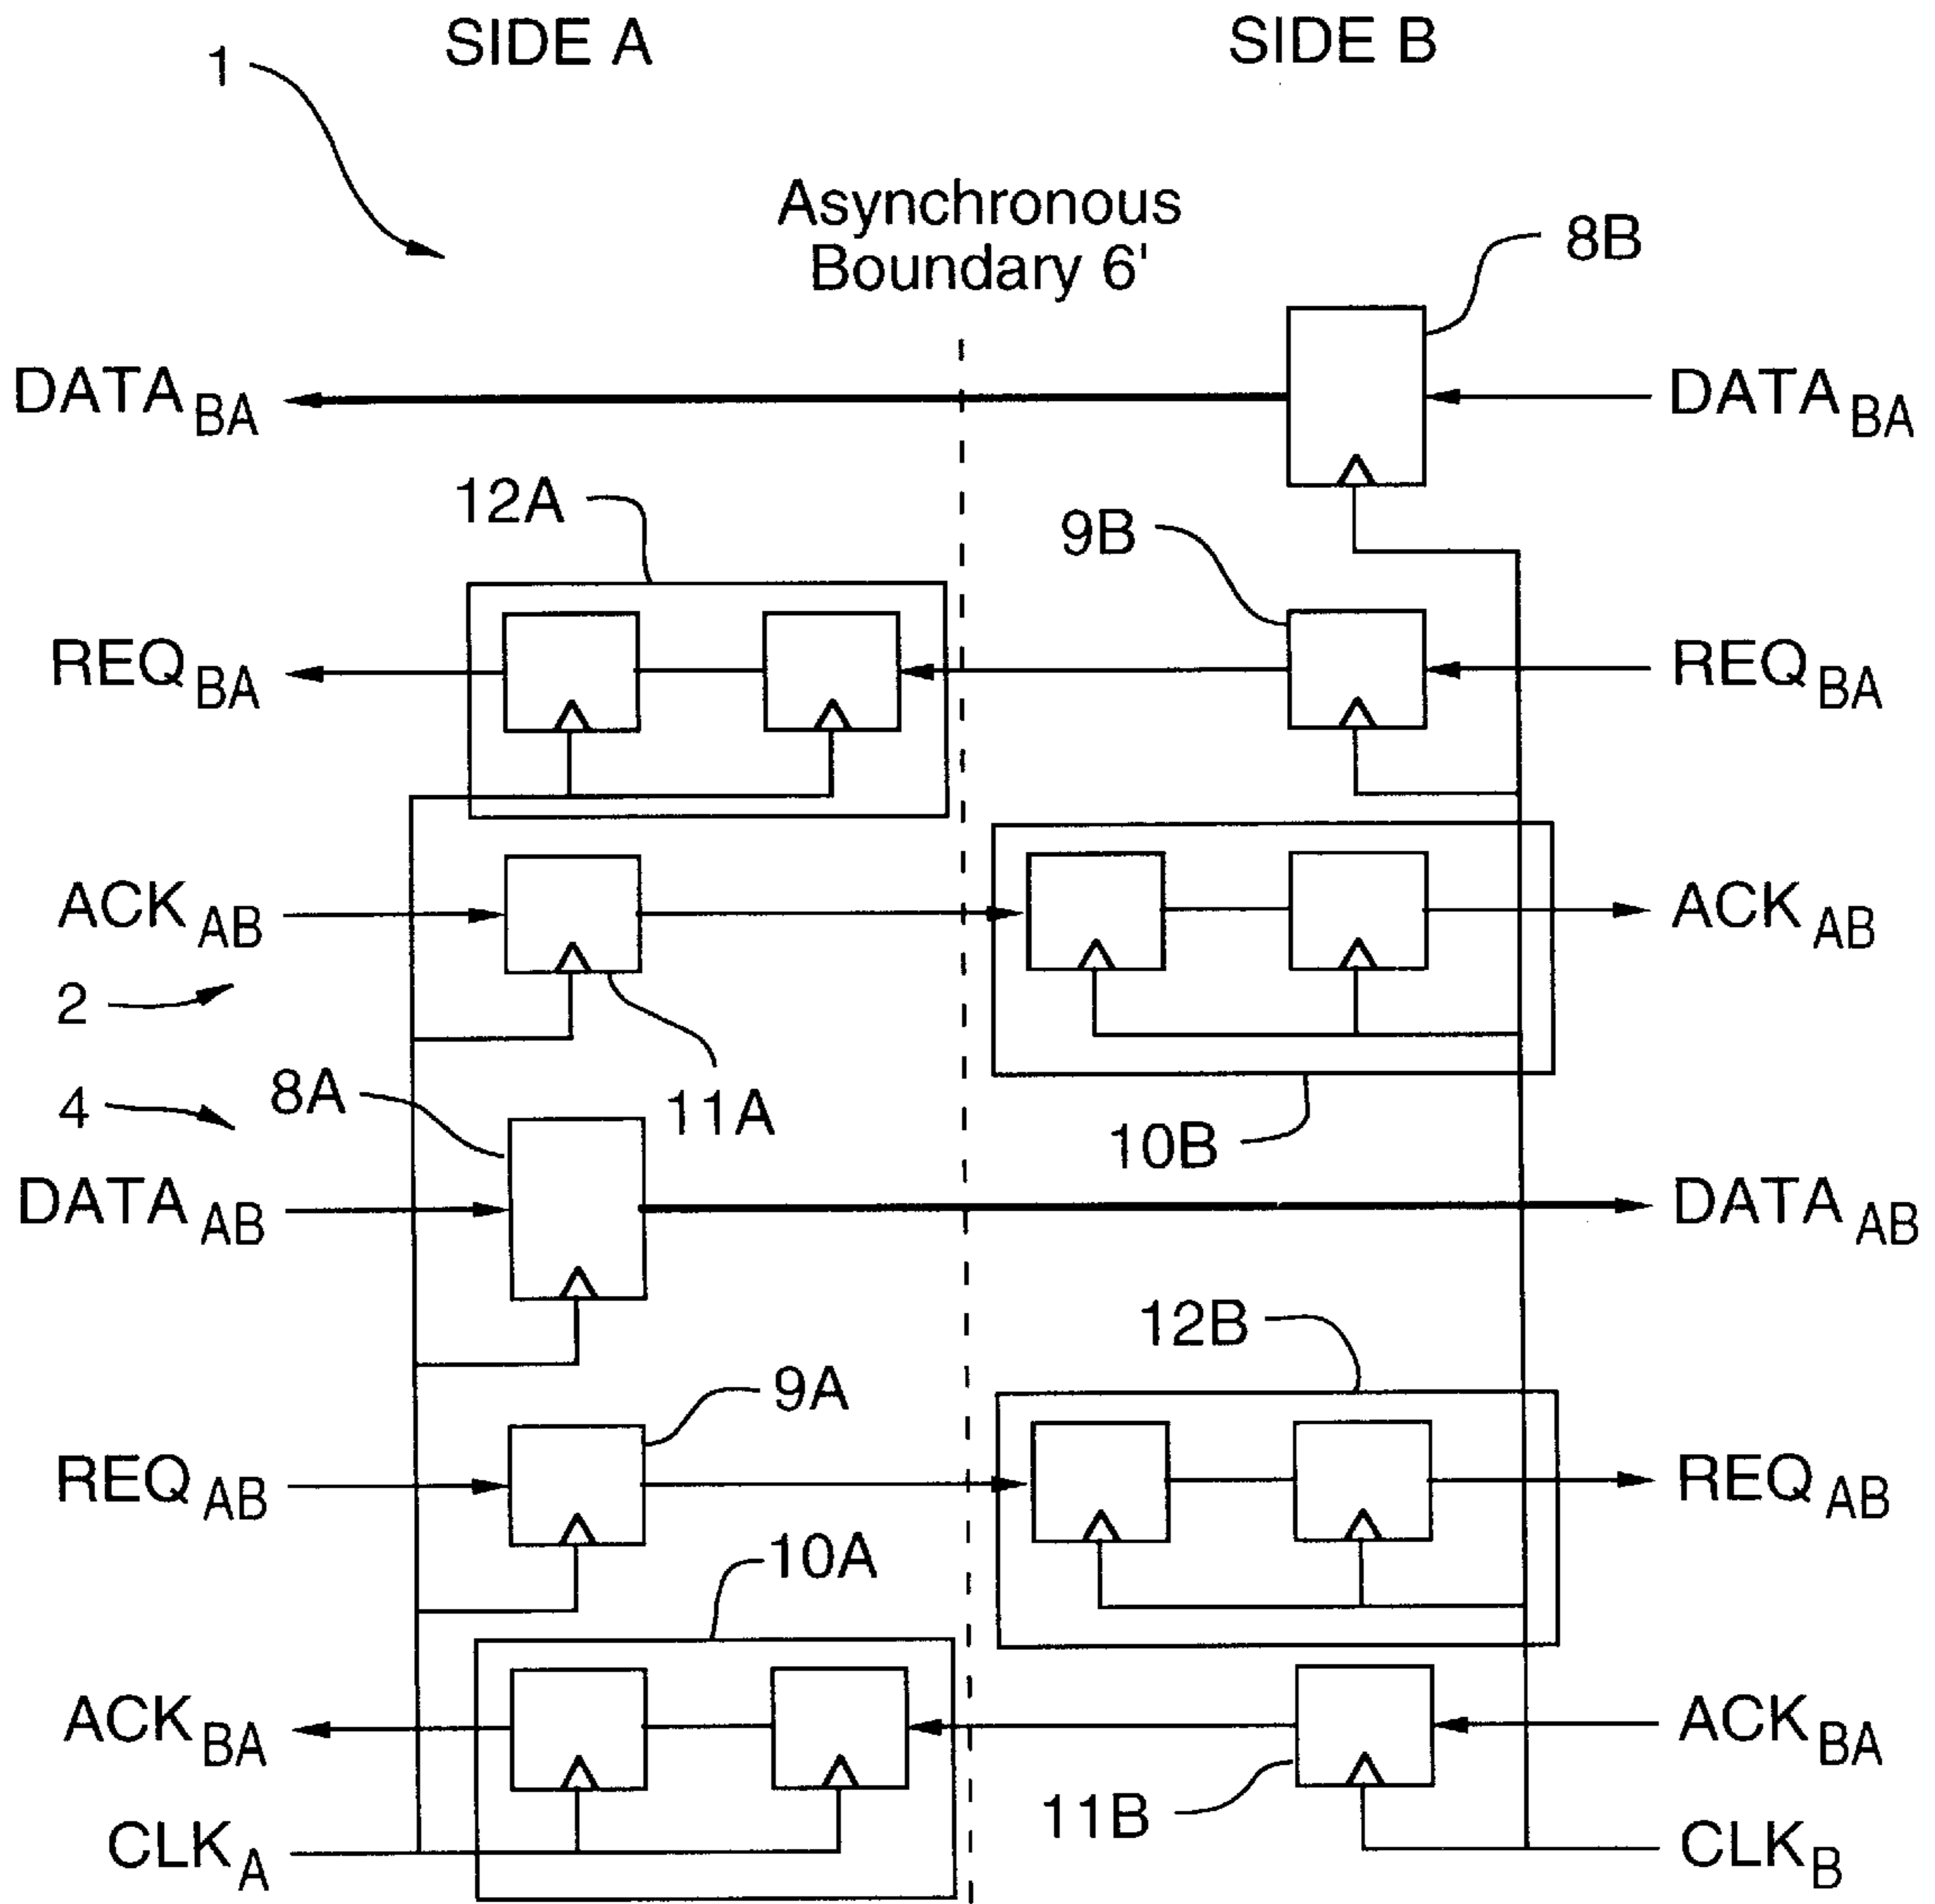 SIDE A SIDE B
1
Asynchronous
Boundary 6'
8B
DATA BA DATA BA
12A
9B
REQ BA REQ BA
ACK AB ACK AB
2
4 8A 11A
10B
DATA AB DATA AB
12B
9A
REQ AB REQ AB
10A
ACK BA ACK BA
11B
CLK A CLK B